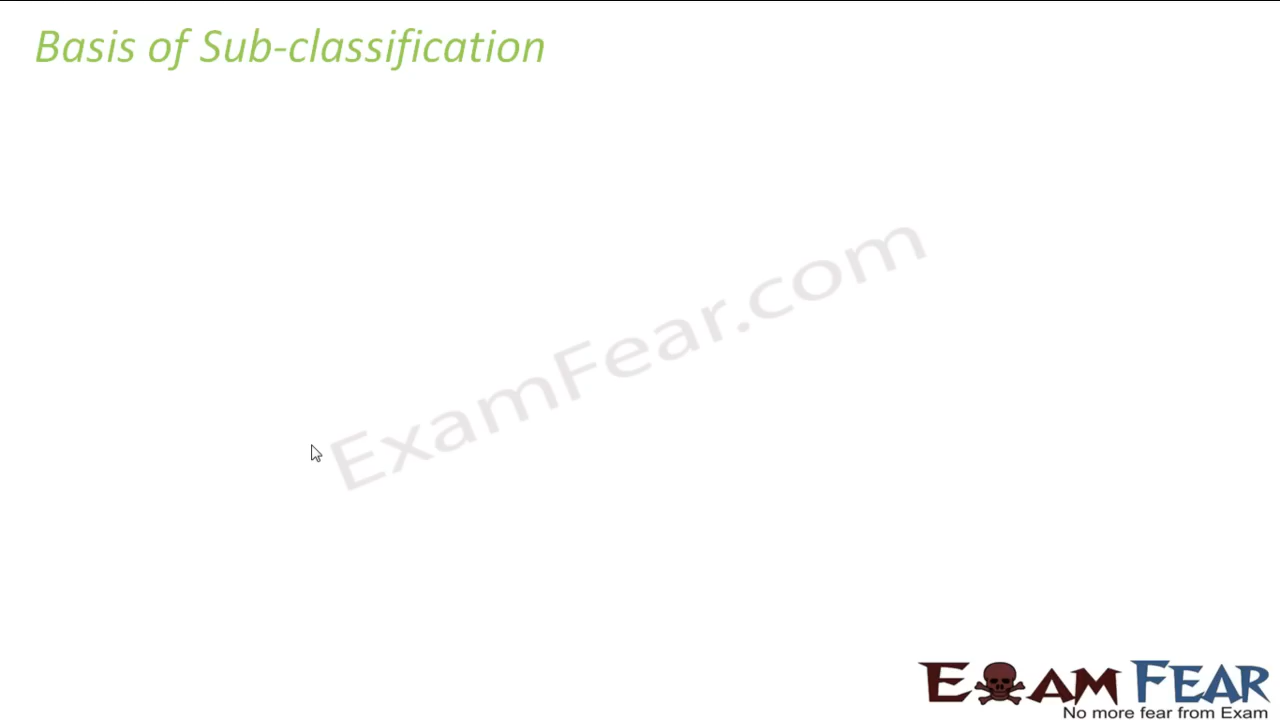 Basis of Sub-classification
ExamFear.com
EXAM FEAR
No more fear from Exam